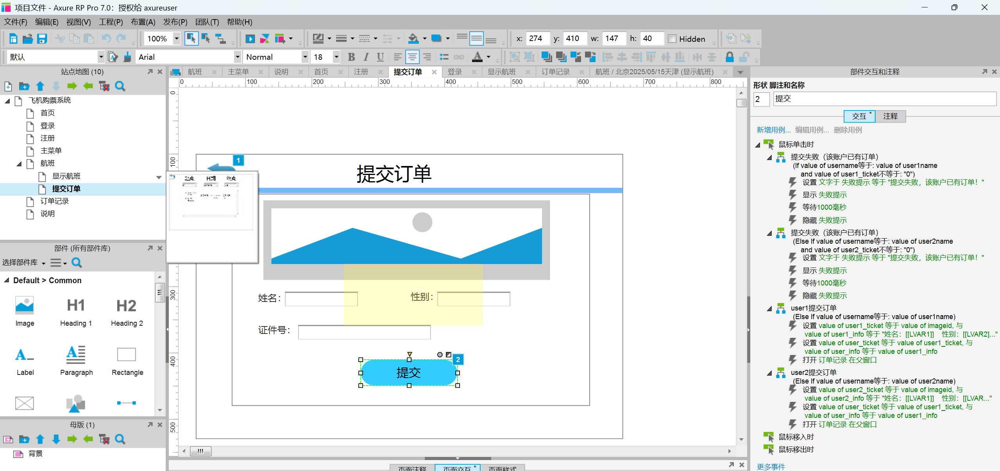 项目文件 - Axure RP Pro 7.0：授权给 axureuser
文件(F) 编辑(E) 视图(V) 工程(P) 布置(A) 发布(P) 团队(T) 帮助(H)
100% x: 274 y: 410 w: 147 h: 40 Hidden
默认 Arial Normal 18 B I U A
站点地图 (10)
飞机购票系统
首页
登录
注册
主菜单
航班
显示航班
提交订单
订单记录
说明
部件 (所有部件库)
选择部件库
Default > Common
H1 H2
Image Heading 1 Heading 2
Label Paragraph Rectangle
母版 (1)
背景
航班 主菜单 说明 首页 注册 提交订单 登录 显示航班 订单记录 航班 / 北京2025/05/15天津 (显示航班)
0 100 200 300 400 500 600 700 800
0
100
300
400
500
1
提交订单
日期
姓名：
性别：
证件号：
2
提交
页面注释 页面交互 * 页面样式
部件交互和注释
形状 脚注和名称
2 提交
交互 * 注释
新增用例... 编辑用例... 删除用例
鼠标单击时
提交失败（该账户已有订单）
(If value of username等于: value of user1name
and value of user1_ticket不等于: "0")
设置 文字于 失败提示 等于 "提交失败，该账户已有订单！"
显示 失败提示
等待1000毫秒
隐藏 失败提示
提交失败（该账户已有订单）
(Else If value of username等于: value of user2name
and value of user2_ticket不等于: "0")
设置 文字于 失败提示 等于 "提交失败，该账户已有订单！"
显示 失败提示
等待1000毫秒
隐藏 失败提示
user1提交订单
(Else If value of username等于: value of user1name)
设置 value of user1_ticket 等于 value of imageid, 与
value of user1_info 等于 "姓名：[[LVAR1]] 性别：[[LVAR2]..."
设置 value of user_ticket 等于 value of user1_ticket, 与
value of user_info 等于 value of user1_info
打开 订单记录 在父窗口
user2提交订单
(Else If value of username等于: value of user2name)
设置 value of user2_ticket 等于 value of imageid, 与
value of user2_info 等于 "姓名：[[LVAR1]] 性别：[[LVAR..."
设置 value of user_ticket 等于 value of user1_ticket, 与
value of user_info 等于 value of user1_info
打开 订单记录 在父窗口
鼠标移入时
鼠标移出时
更多事件